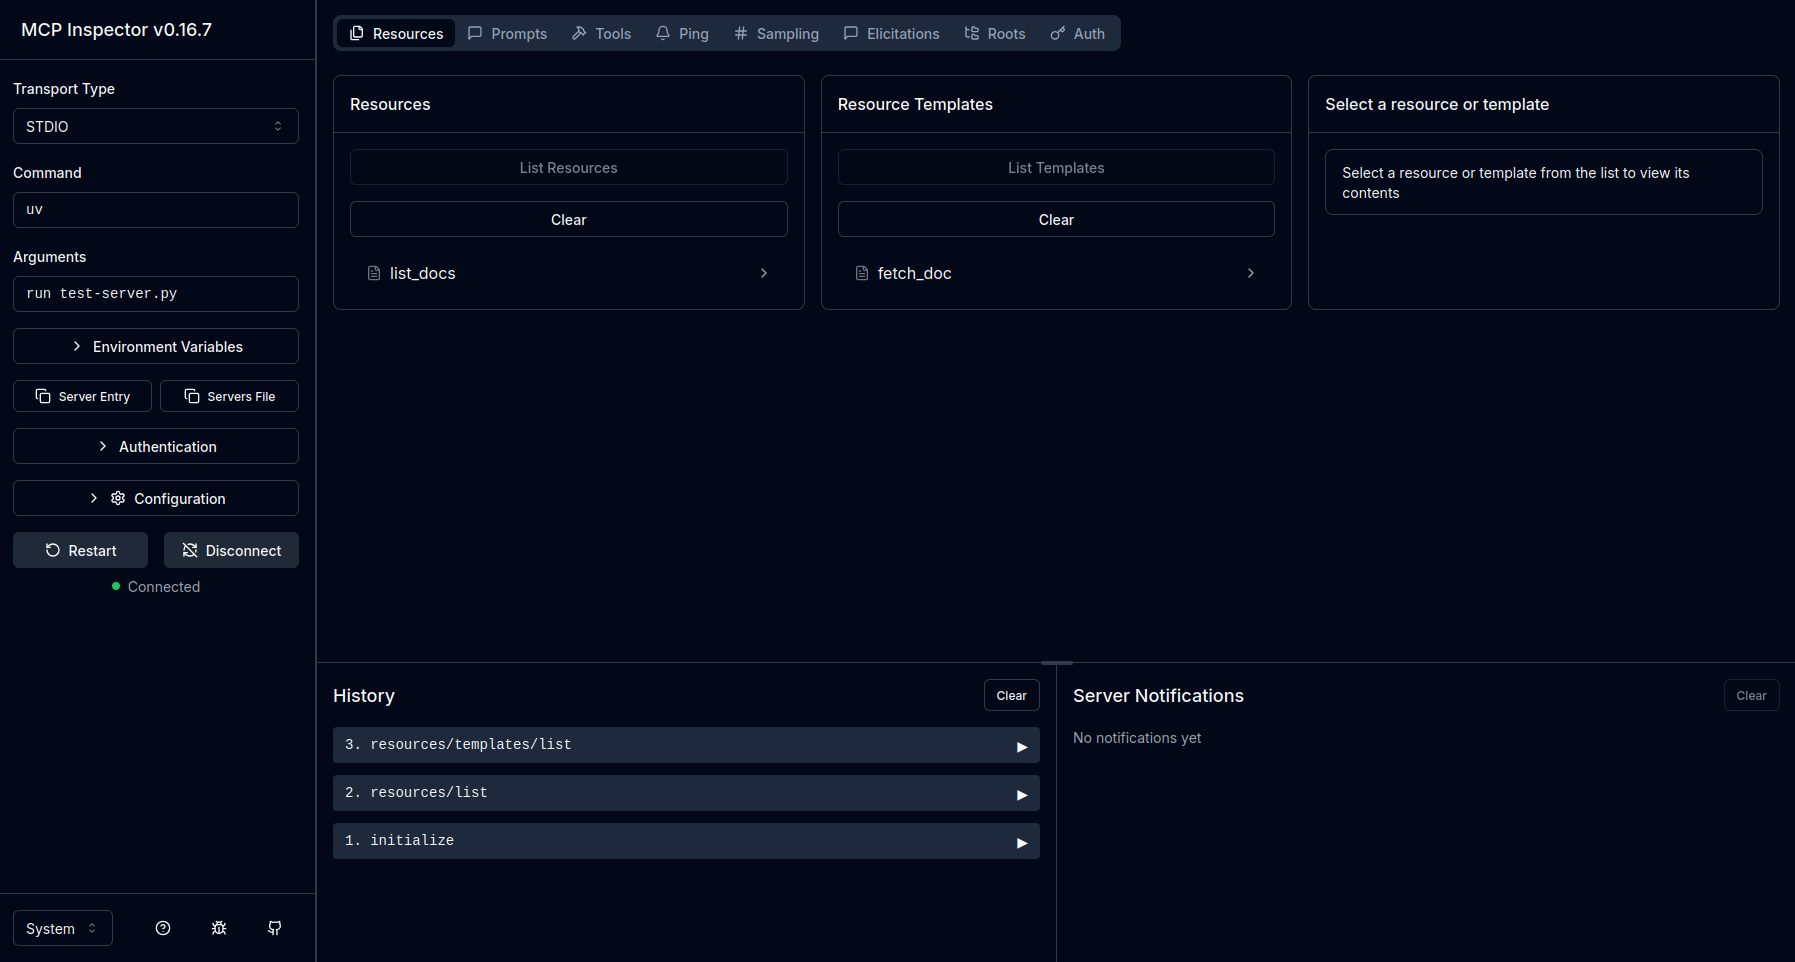 MCP Inspector v0.16.7
Transport Type
STDIO
Command
uv
Arguments
run test-server.py
Environment Variables
Server Entry
Servers File
Authentication
Configuration
Restart
Disconnect
Connected
System
Resources
Prompts
Tools
Ping
Sampling
Elicitations
Roots
Auth
Resources
List Resources
Clear
list_docs
Resource Templates
List Templates
Clear
fetch_doc
Select a resource or template
Select a resource or template from the list to view its
contents
History
Clear
3. resources/templates/list
2. resources/list
1. initialize
Server Notifications
Clear
No notifications yet